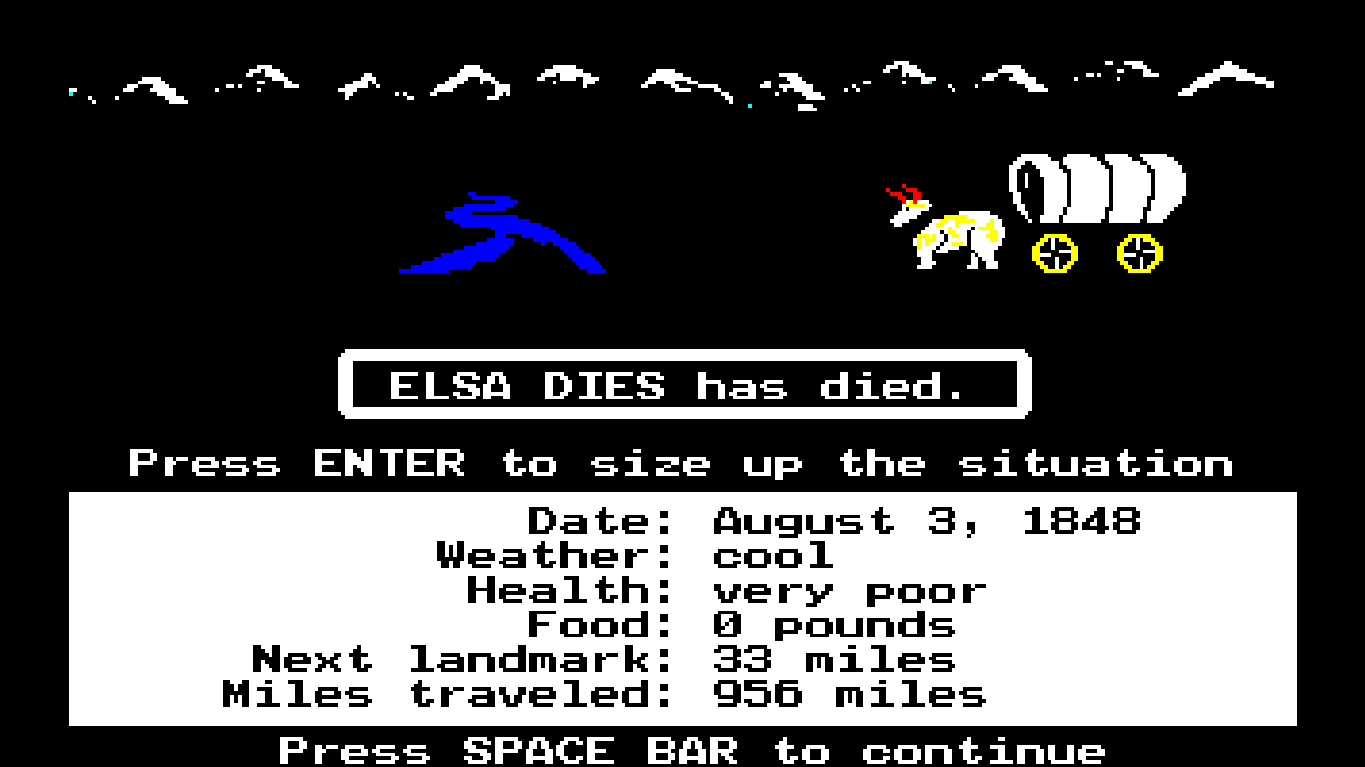 ELSA DIES has died.
Press ENTER to size up the situation
Date: August 3, 1848
Weather: cool
Health: very poor
Food: 0 pounds
Next landmark: 33 miles
Miles traveled: 956 miles
Press SPACE BAR to continue